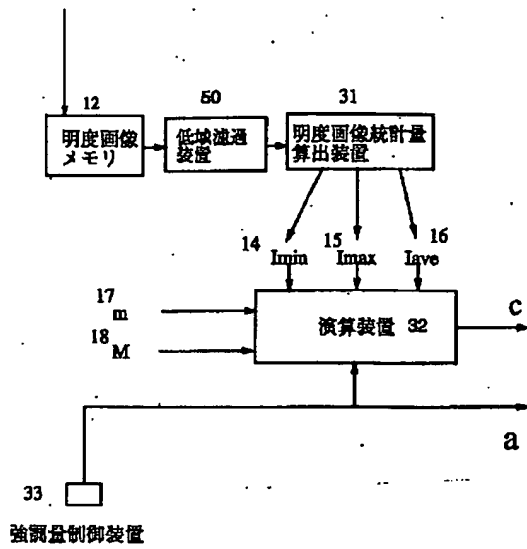 12
50
31
明度画像
メモリ
低域濾過
装置
明度画像統計量
算出装置
14
15
16
Imin
Imax
Iave
17
m
18
M
演算装置 32
c
a
33
強調量制御装置